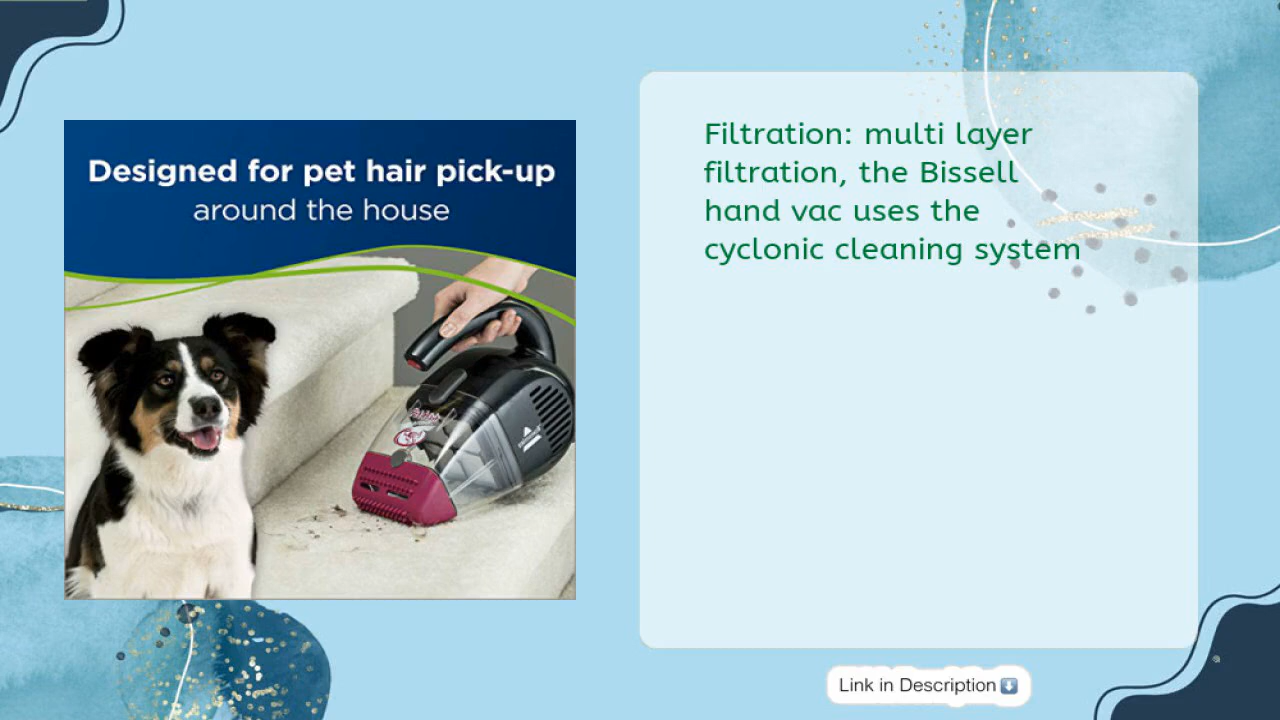 Designed for pet hair pick-up
around the house
Filtration: multi layer
filtration, the Bissell
hand vac uses the
cyclonic cleaning system
Link in Description